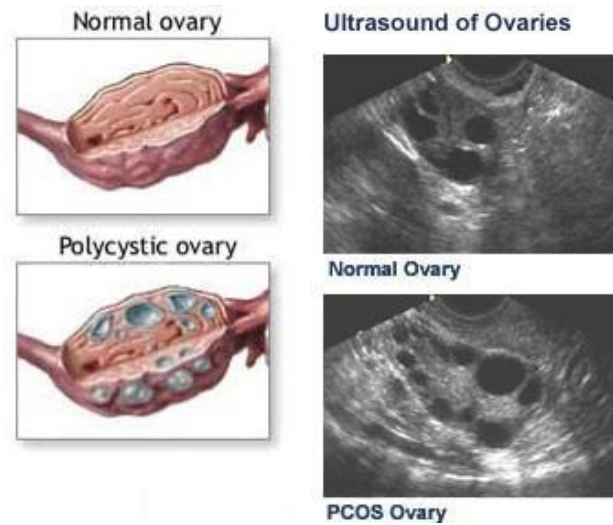 Normal ovary
Polycystic ovary
Ultrasound of Ovaries
Normal Ovary
PCOS Ovary